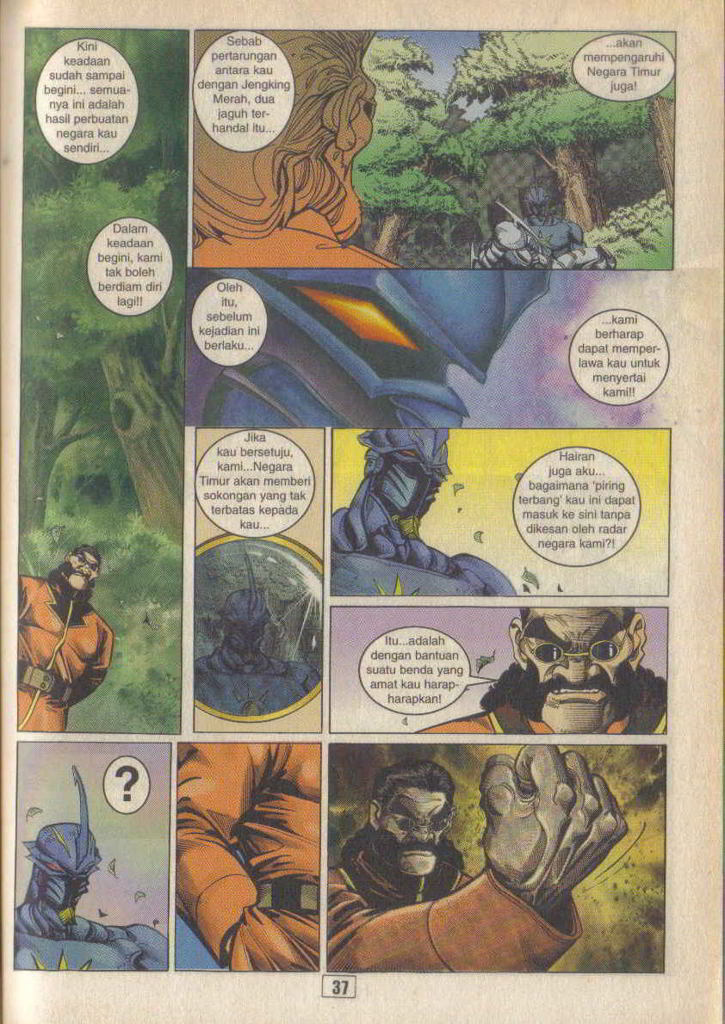 Kini
keadaan
sudah sampai
begini... semua-
nya ini adalah
hasil perbuatan
negara kau
sendiri...
Dalam
keadaan
begini, kami
tak boleh
berdiam diri
lagi!!
Sebab
pertarungan
antara kau
dengan Jengking
Merah, dua
jaguh ter-
handal itu...
...akan
mempengaruhi
Negara Timur
juga!
Oleh
itu,
sebelum
kejadian ini
berlaku...
...kami
berharap
dapat memper-
lawa kau untuk
menyertai
kami!!
Jika
kau bersetuju,
kami...Negara
Timur akan memberi
sokongan yang tak
terbatas kepada
kau...
Hairan
juga aku...
bagaimana 'piring
terbang' kau ini dapat
masuk ke sini tanpa
dikesan oleh radar
negara kami?!
Itu...adalah
dengan bantuan
suatu benda yang
amat kau harap-
harapkan!
?
37